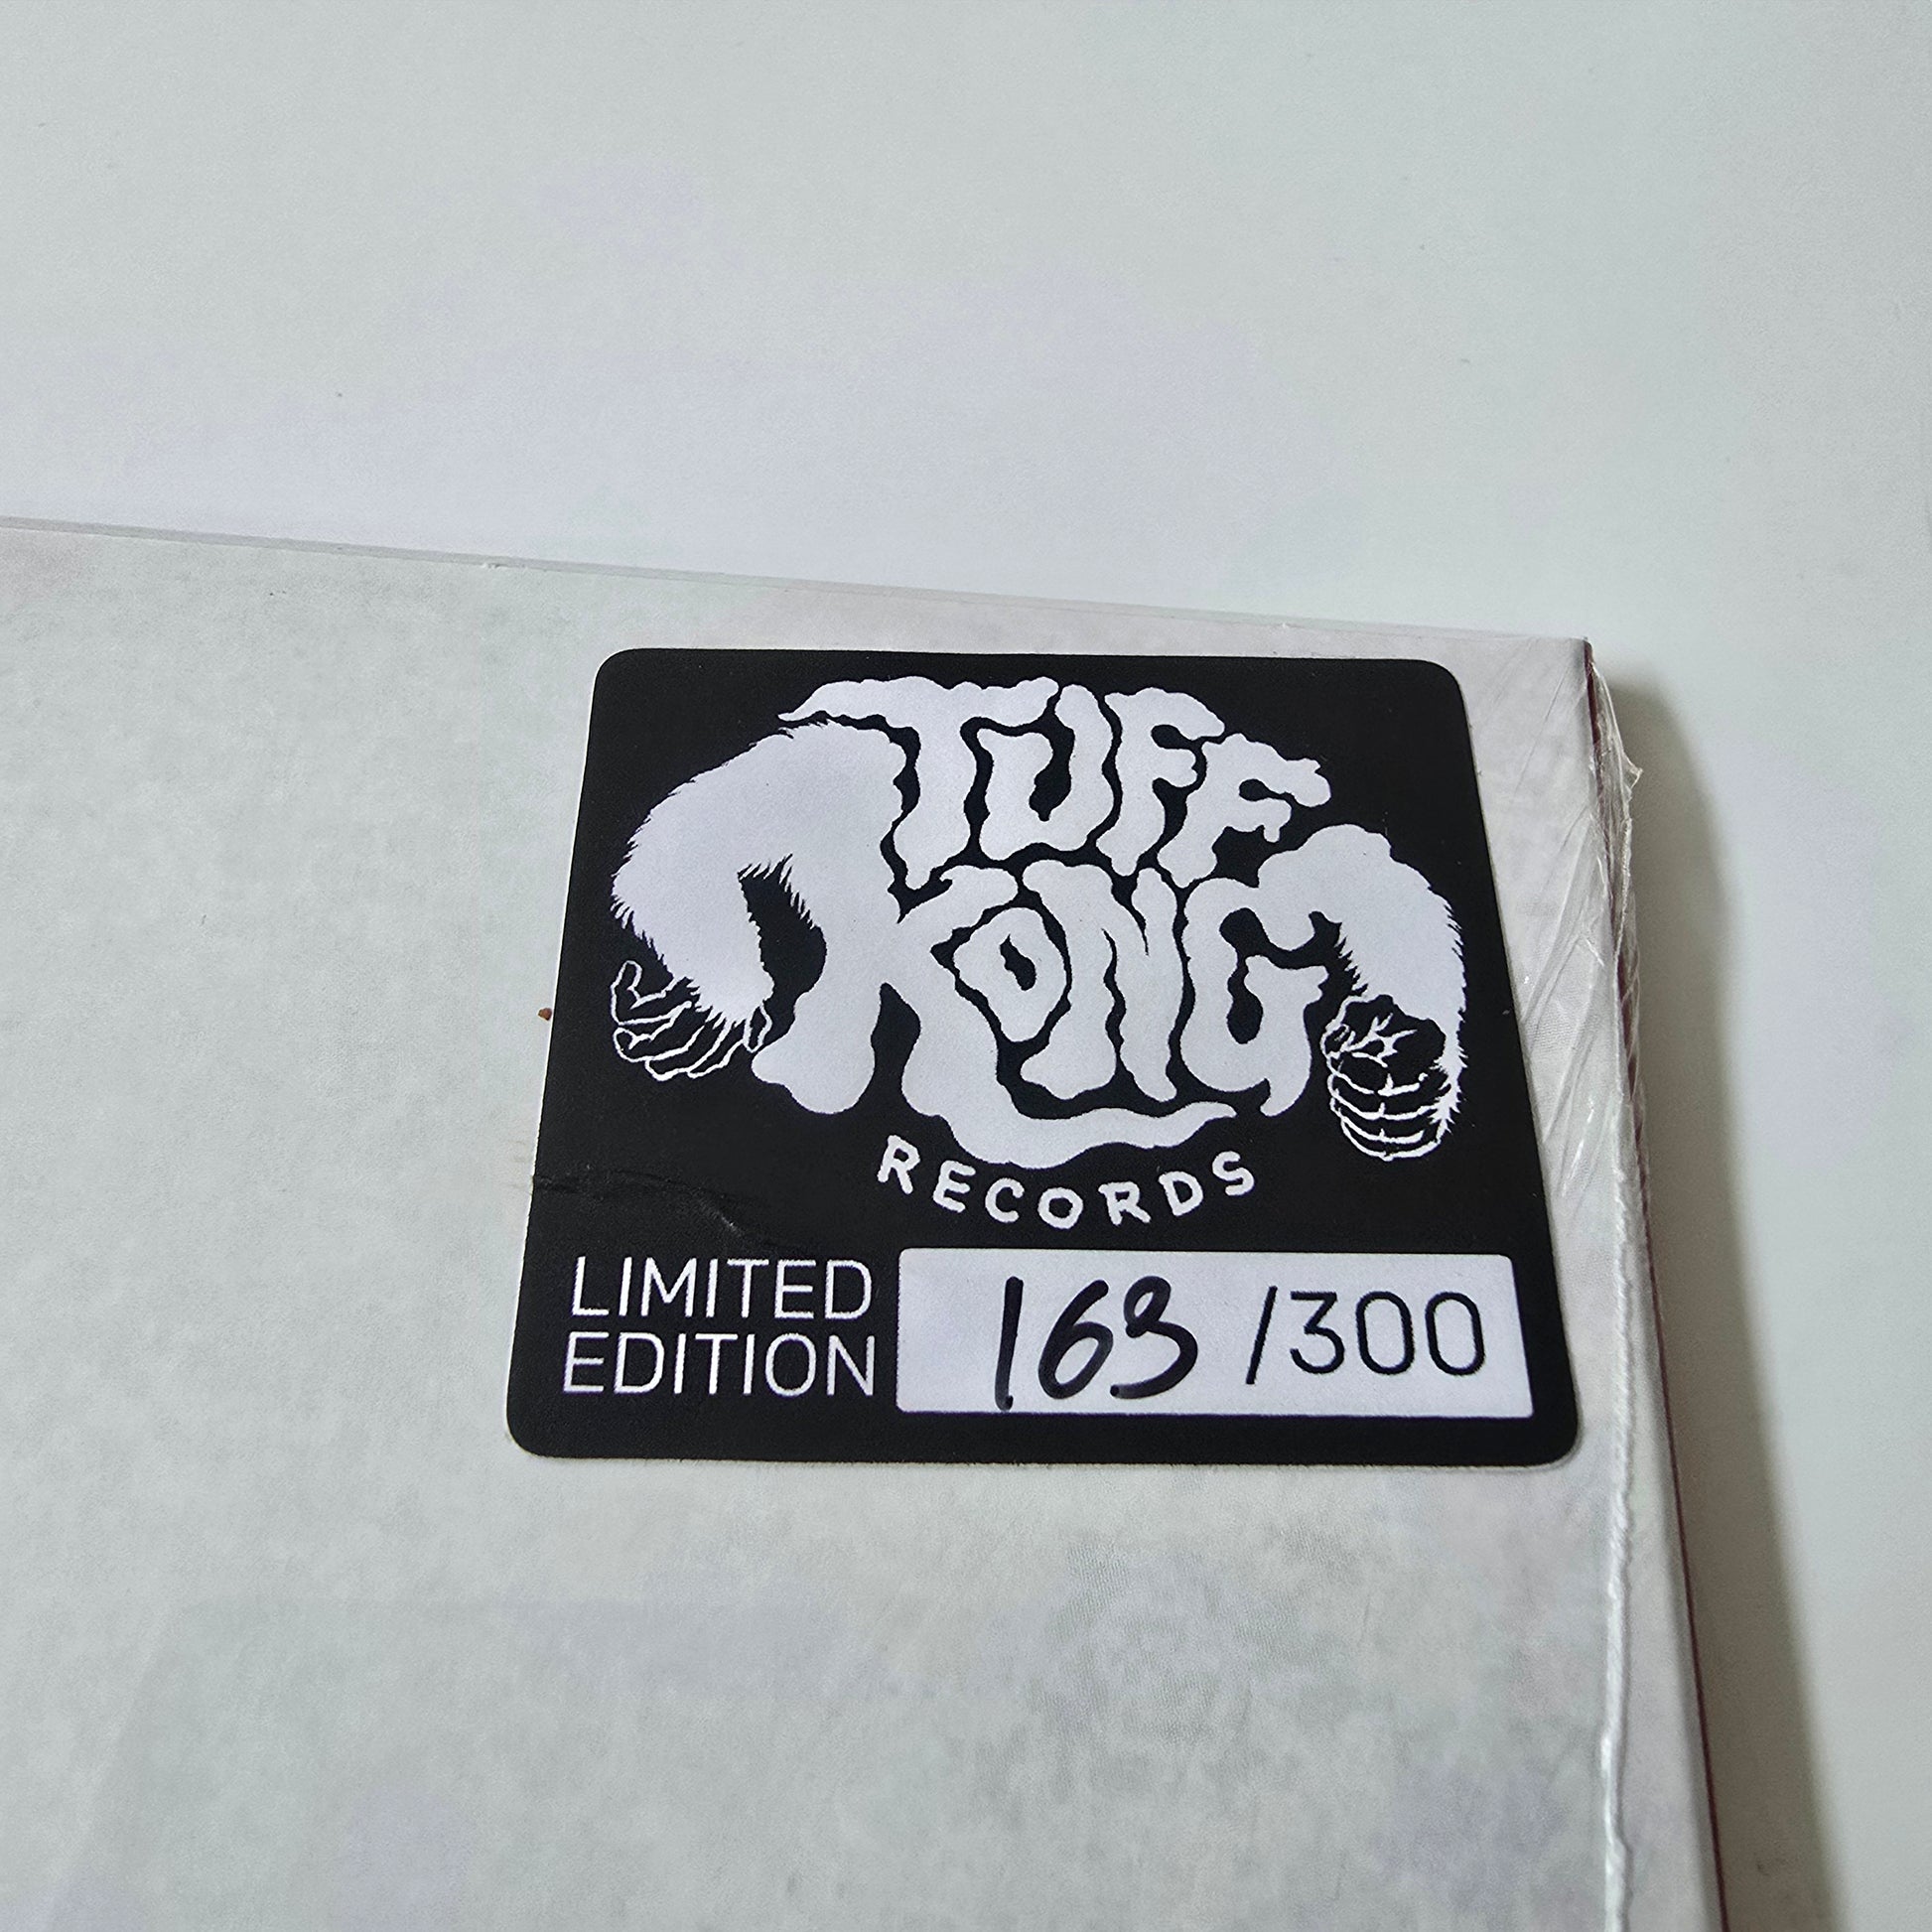 TUFF
KONG
RECORDS
LIMITED
EDITION
163 /300